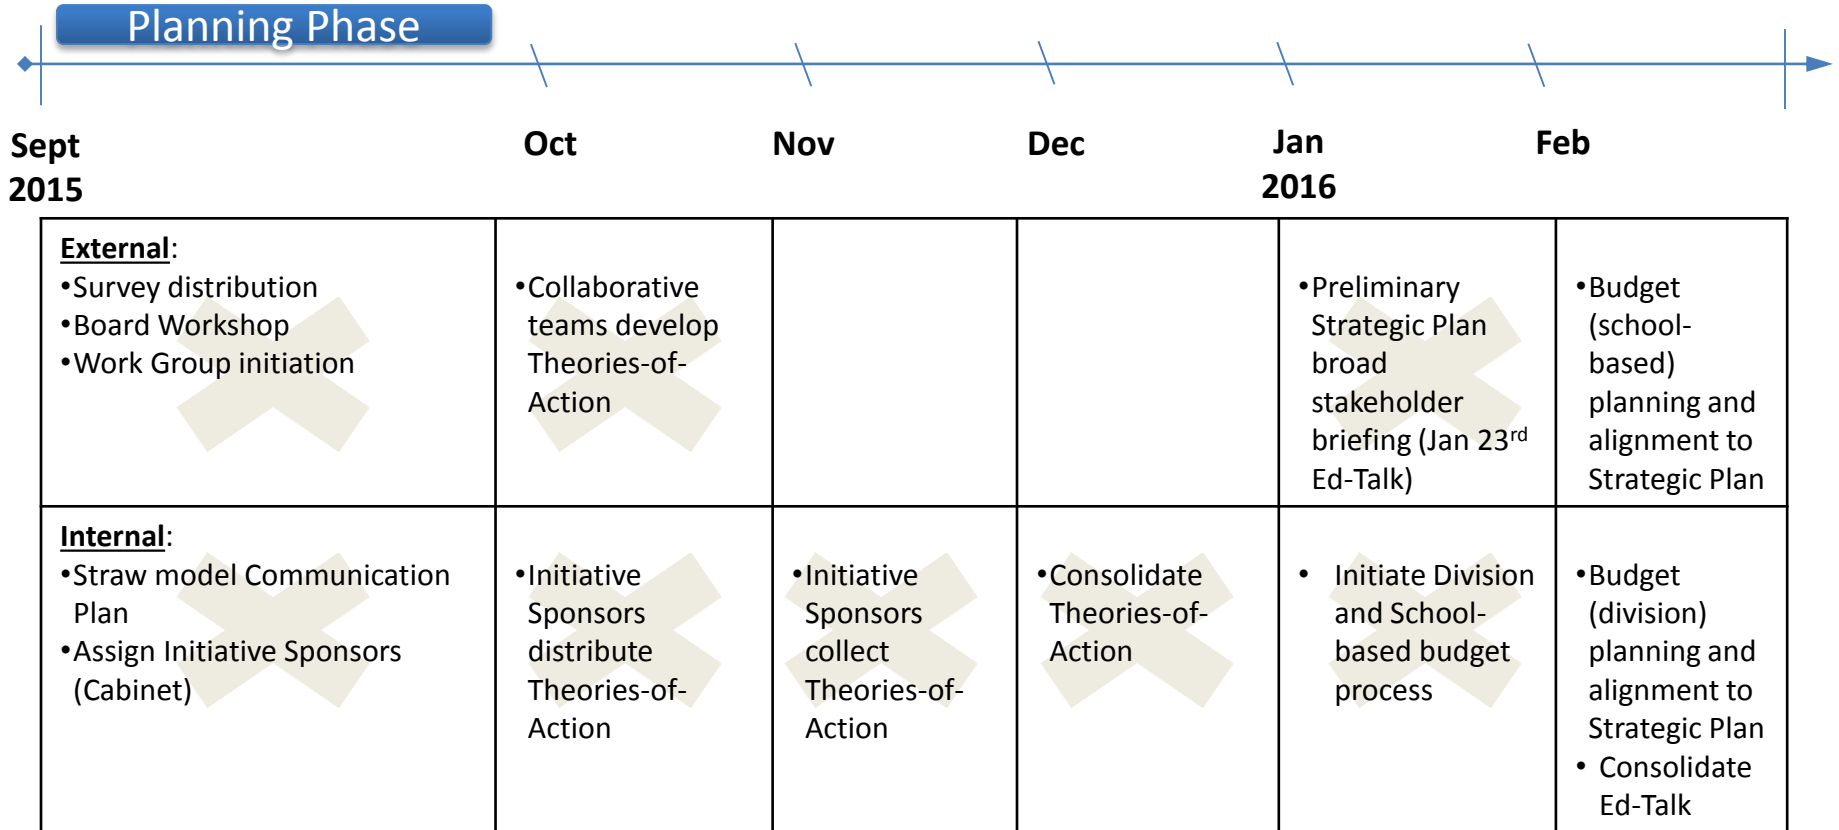 Planning Phase
Sept
2015
Oct
Nov
Dec
Jan
2016
Feb
External:
•Survey distribution
•Board Workshop
•Work Group initiation
•Collaborative
teams develop
Theories-of-
Action
•Preliminary
Strategic Plan
broad
stakeholder
briefing (Jan 23rd
Ed-Talk)
•Budget
(school-
based)
planning and
alignment to
Strategic Plan
Internal:
•Straw model Communication
Plan
•Assign Initiative Sponsors
(Cabinet)
•Initiative
Sponsors
distribute
Theories-of-
Action
•Initiative
Sponsors
collect
Theories-of-
Action
•Consolidate
Theories-of-
Action
• Initiate Division
and School-
based budget
process
•Budget
(division)
planning and
alignment to
Strategic Plan
• Consolidate
Ed-Talk